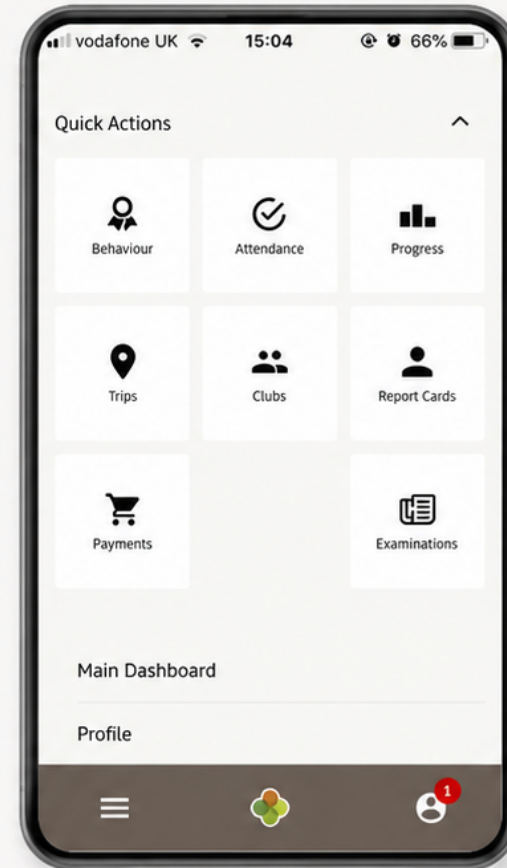 vodafone UK 15:04 66%
Quick Actions
Behaviour Attendance Progress
Trips Clubs Report Cards
Payments Examinations
Main Dashboard
Profile
1